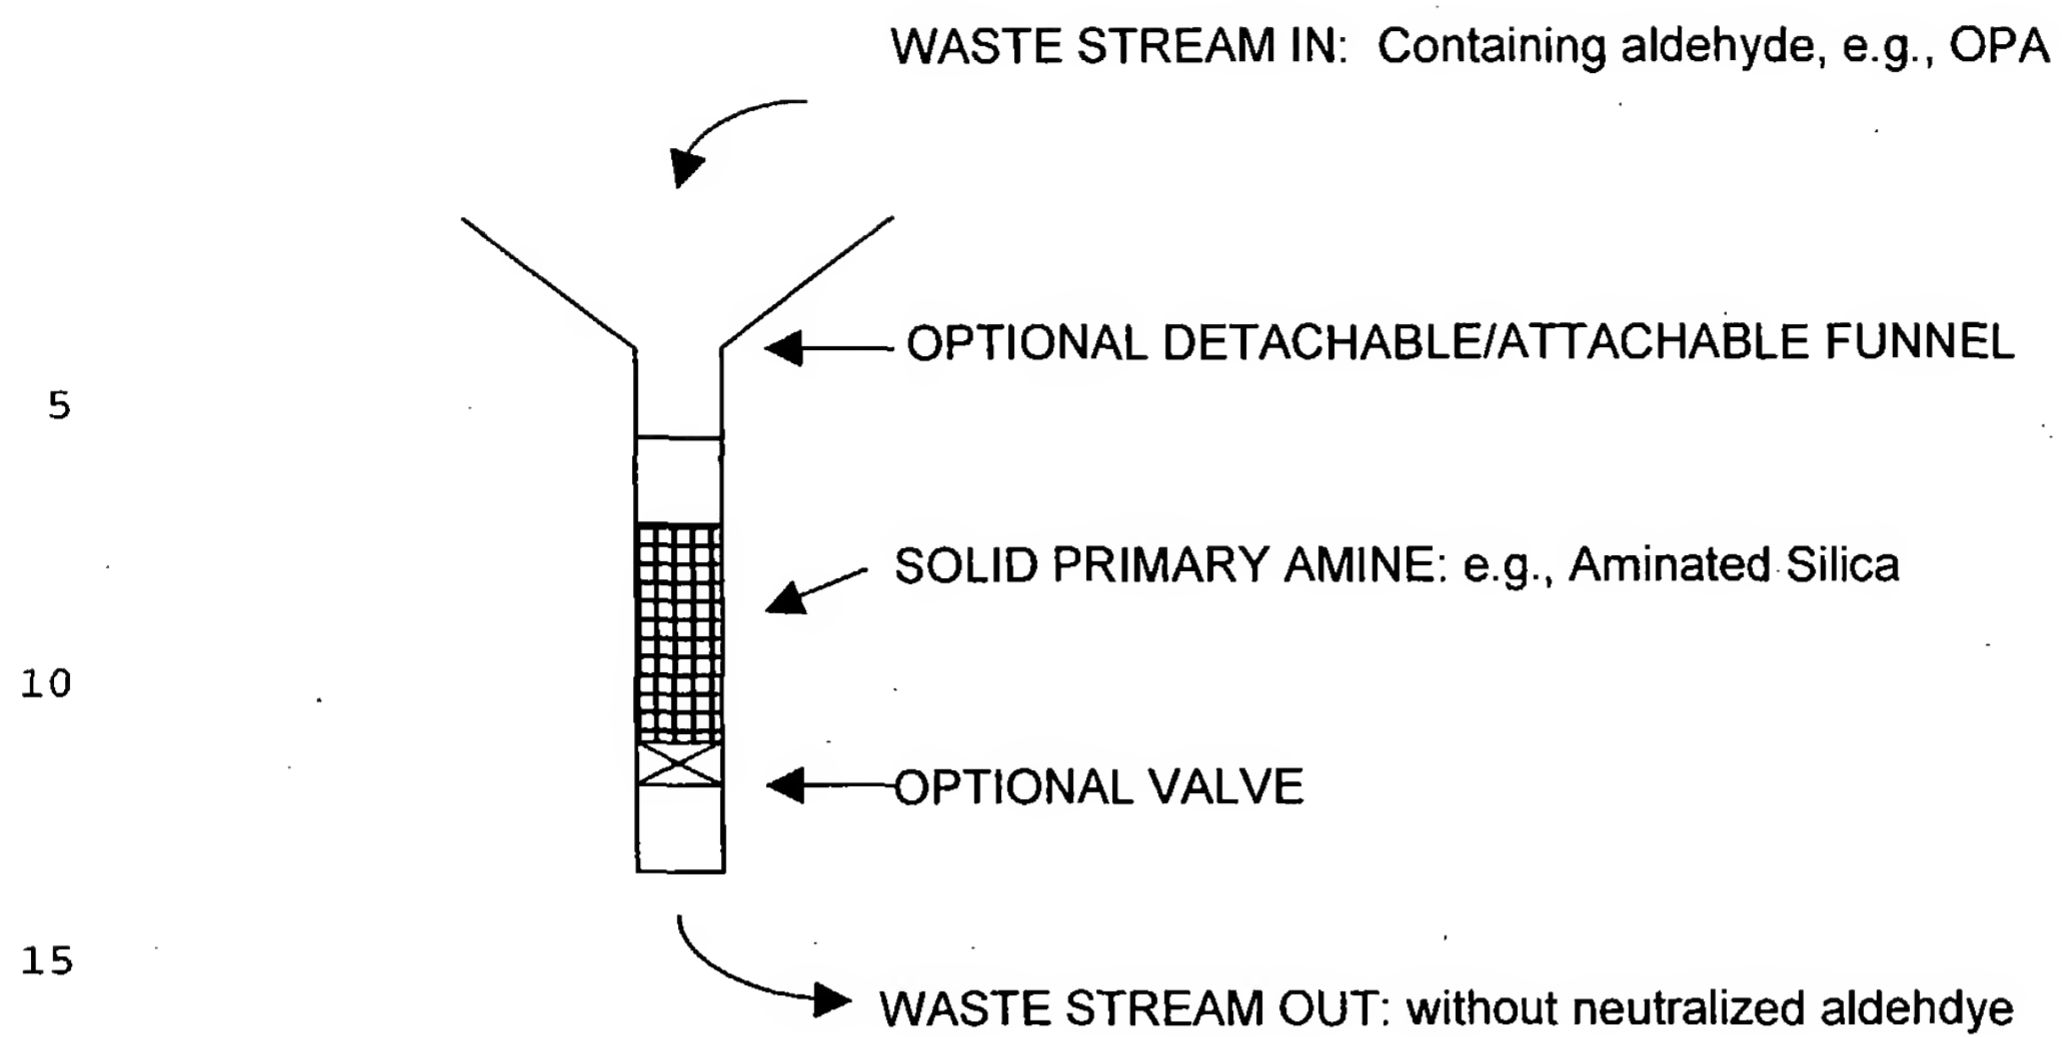 WASTE STREAM IN: Containing aldehyde, e.g., OPA
OPTIONAL DETACHABLE/ATTACHABLE FUNNEL
5
SOLID PRIMARY AMINE: e.g., Aminated Silica
10
OPTIONAL VALVE
15
WASTE STREAM OUT: without neutralized aldehdye